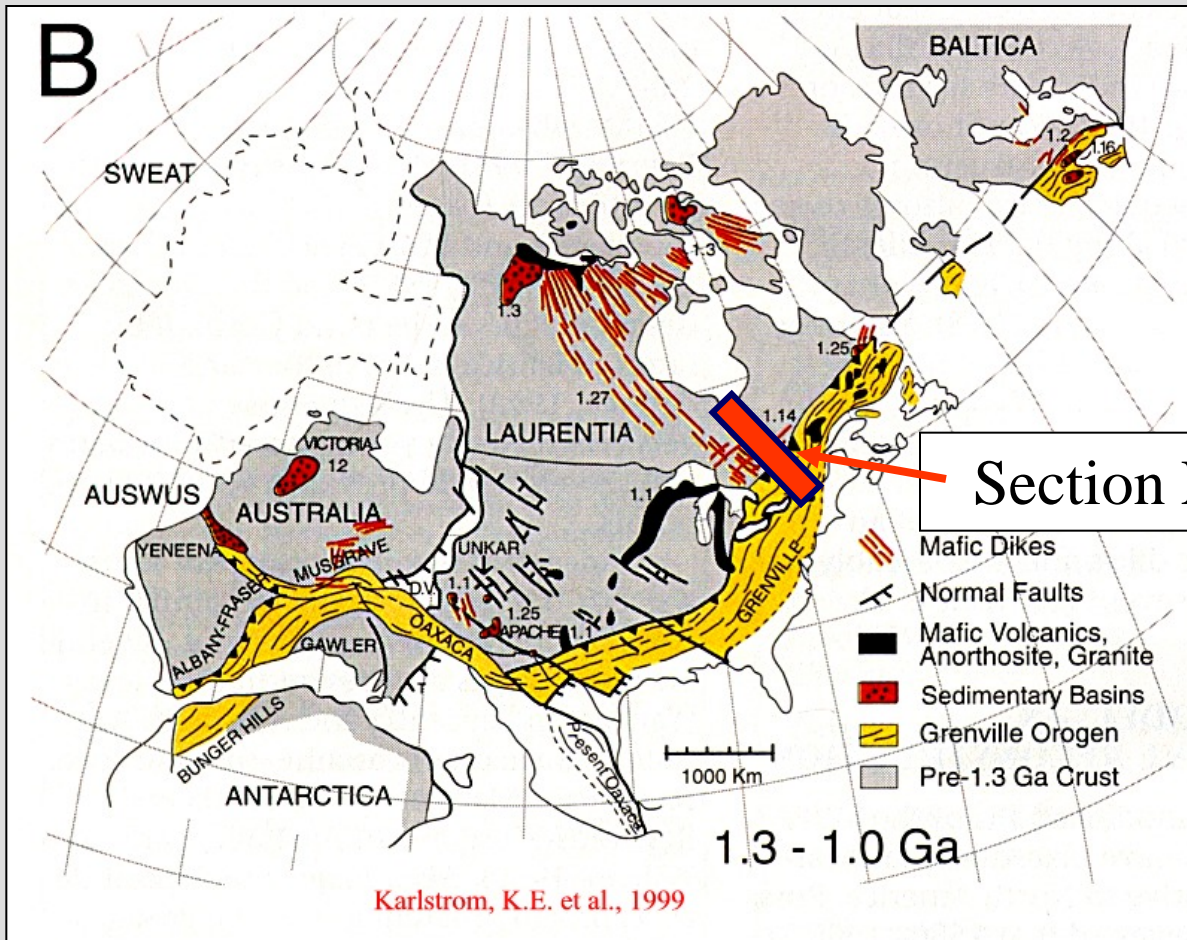 B
BALTICA
1.2
1.16
SWEAT
1.3
1.3
1.25
1.27
1.14
LAURENTIA
VICTORIA
1.2
AUSWUS
AUSTRALIA
1.1
Section
YENEENA
MUSGRAVE
UNKAR
D.V.
1.1
1.25
APACHE
1.1
ALBANY-FRASER
GAWLER
OAXACA
GRENVILLE
BUNGER HILLS
ANTARCTICA
Present Oaxaca
1000 Km
Mafic Dikes
Normal Faults
Mafic Volcanics,
Anorthosite, Granite
Sedimentary Basins
Grenville Orogen
Pre-1.3 Ga Crust
1.3 - 1.0 Ga
Karlstrom, K.E. et al., 1999